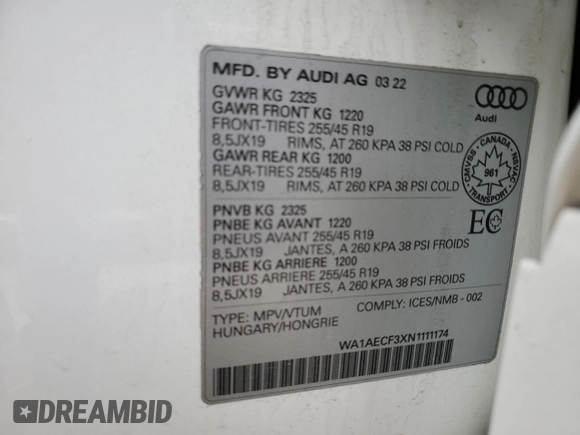 MFD. BY AUDI AG 03 22
GVWR KG 2325
GAWR FRONT KG 1220
FRONT-TIRES 255/45 R19
8,5JX19 RIMS, AT 260 KPA 38 PSI COLD
GAWR REAR KG 1200
REAR-TIRES 255/45 R19
8,5JX19 RIMS, AT 260 KPA 38 PSI COLD
Audi
CMVSS · CANADA · NSVAC
961
TRANSPORT
EC
PNVB KG 2325
PNBE KG AVANT 1220
PNEUS AVANT 255/45 R19
8,5JX19 JANTES, A 260 KPA 38 PSI FROIDS
PNBE KG ARRIERE 1200
PNEUS ARRIERE 255/45 R19
8,5JX19 JANTES, A 260 KPA 38 PSI FROIDS
TYPE: MPV/VTUM COMPLY: ICES/NMB - 002
HUNGARY/HONGRIE
WA1AECF3XN1111174
DREAMBID